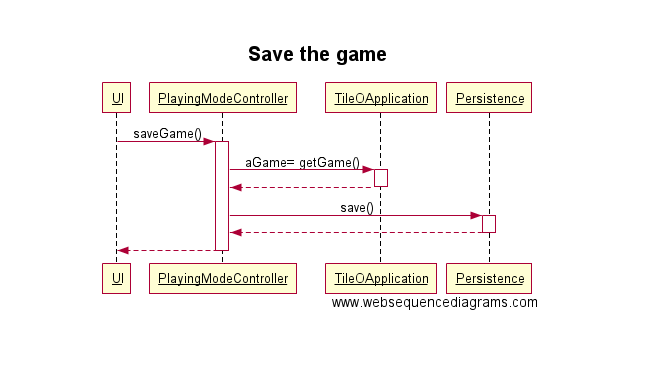 Save the game
UI PlayingModeController TileOApplication Persistence
saveGame()
aGame= getGame()
save()
UI PlayingModeController TileOApplication Persistence
www.websequencediagrams.com